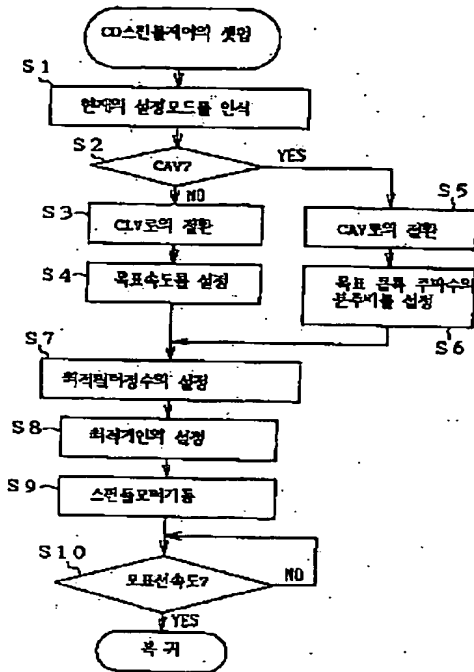 CD스핀들제어의 셋업
S1
현재의 설정모드를 인식
S2
CAV?
YES
NO
S3
CLV로의 전환
S5
CAV로의 전환
S4
목표속도를 설정
목표 클록 주파수의
분주비를 설정
S6
S7
최적필터정수의 설정
S8
최적게인의 설정
S9
스핀들모터기동
S10
목표선속도?
NO
YES
복귀